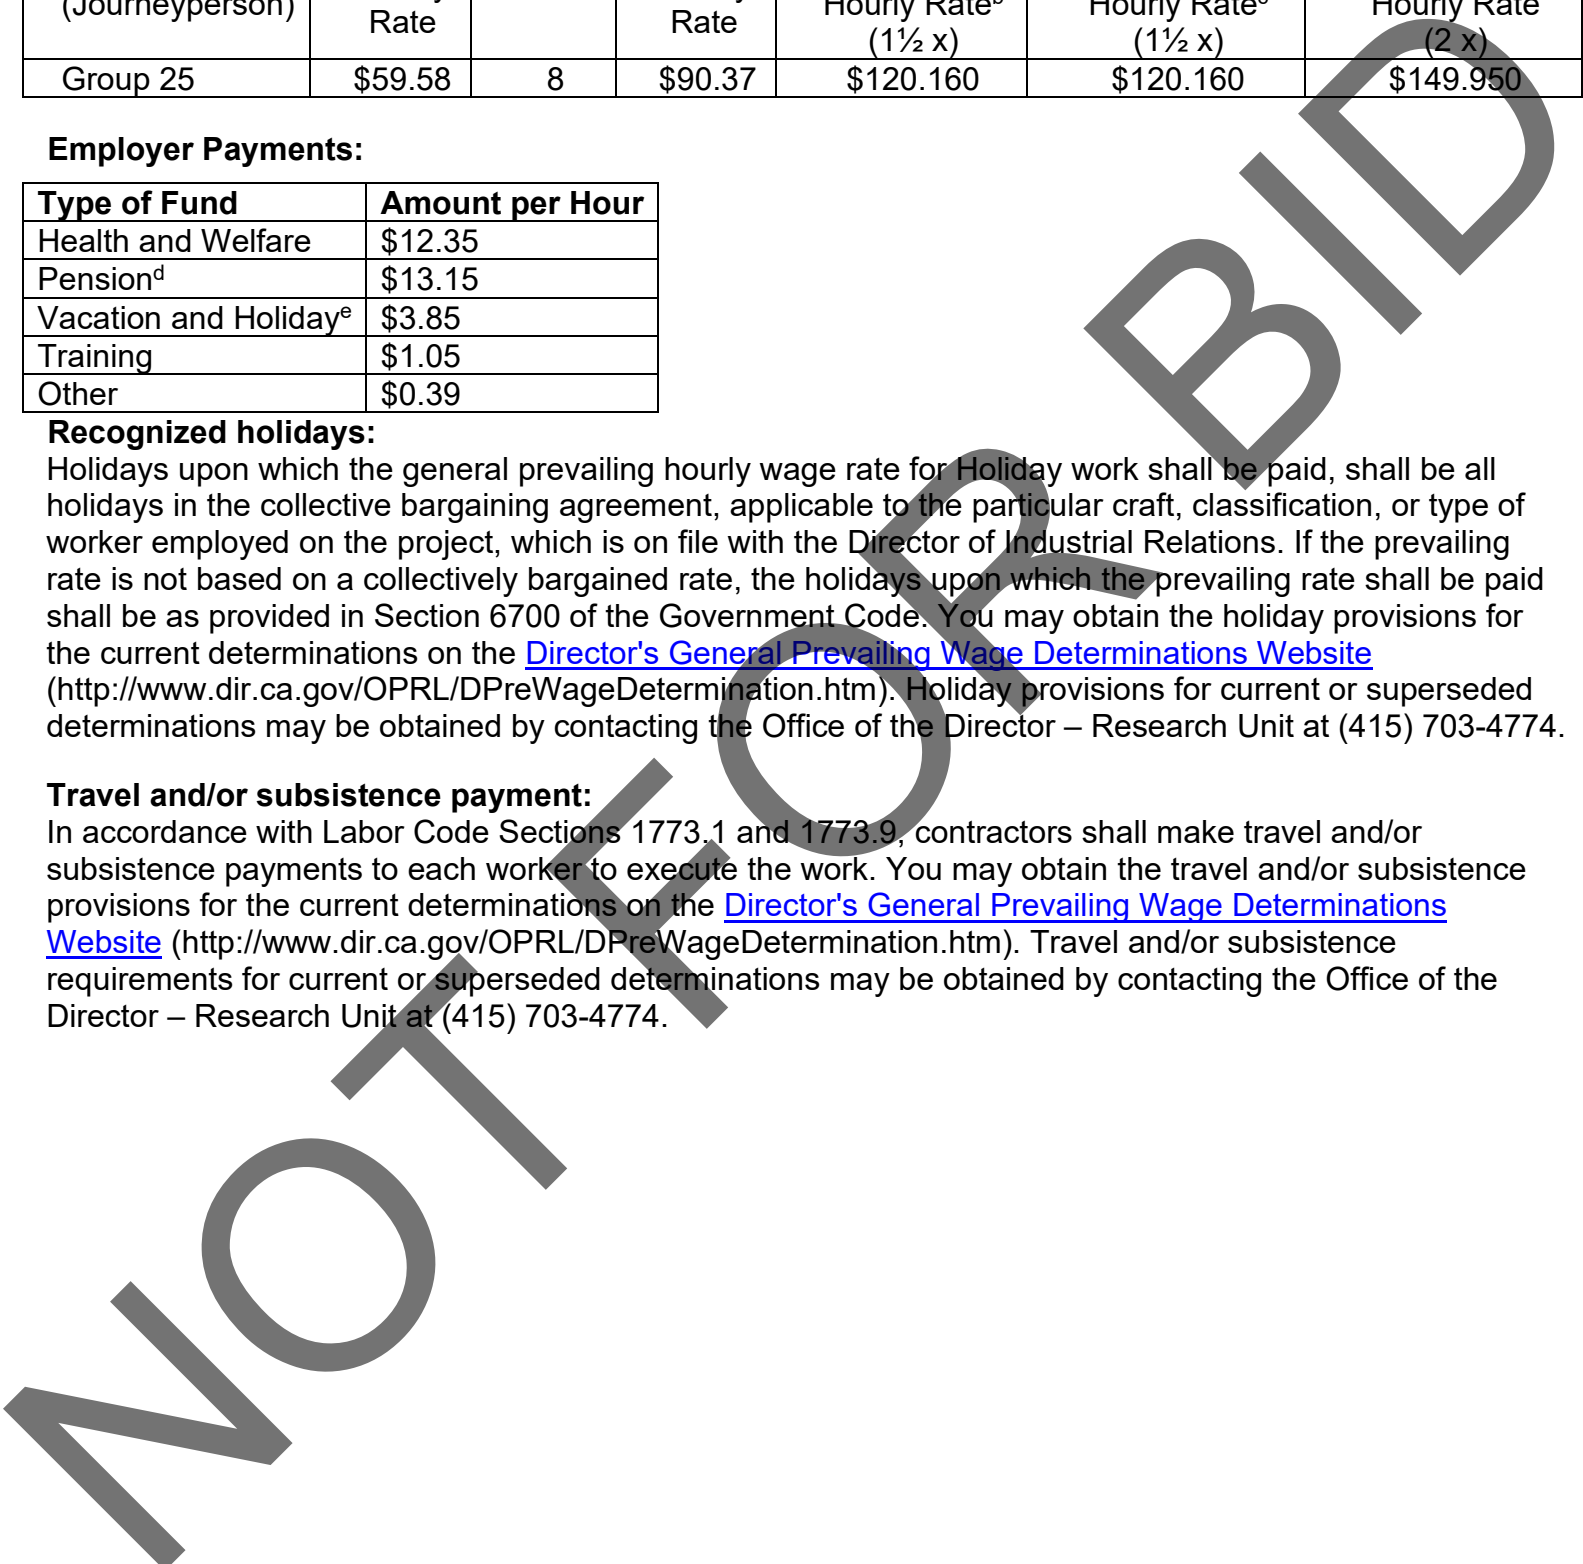 (Journeyperson)
Rate
Rate
Hourly Rateᵇ
(1½ x)
Hourly Rateᶜ
(1½ x)
Hourly Rate
(2 x)
Group 25 $59.58 8 $90.37 $120.160 $120.160 $149.950
Employer Payments:
Type of Fund Amount per Hour
Health and Welfare $12.35
Pensionᵈ $13.15
Vacation and Holidayᵉ $3.85
Training $1.05
Other $0.39
Recognized holidays:
Holidays upon which the general prevailing hourly wage rate for Holiday work shall be paid, shall be all
holidays in the collective bargaining agreement, applicable to the particular craft, classification, or type of
worker employed on the project, which is on file with the Director of Industrial Relations. If the prevailing
rate is not based on a collectively bargained rate, the holidays upon which the prevailing rate shall be paid
shall be as provided in Section 6700 of the Government Code. You may obtain the holiday provisions for
the current determinations on the Director's General Prevailing Wage Determinations Website
(http://www.dir.ca.gov/OPRL/DPreWageDetermination.htm). Holiday provisions for current or superseded
determinations may be obtained by contacting the Office of the Director – Research Unit at (415) 703-4774.
Travel and/or subsistence payment:
In accordance with Labor Code Sections 1773.1 and 1773.9, contractors shall make travel and/or
subsistence payments to each worker to execute the work. You may obtain the travel and/or subsistence
provisions for the current determinations on the Director's General Prevailing Wage Determinations
Website (http://www.dir.ca.gov/OPRL/DPreWageDetermination.htm). Travel and/or subsistence
requirements for current or superseded determinations may be obtained by contacting the Office of the
Director – Research Unit at (415) 703-4774.
NOT FOR BID